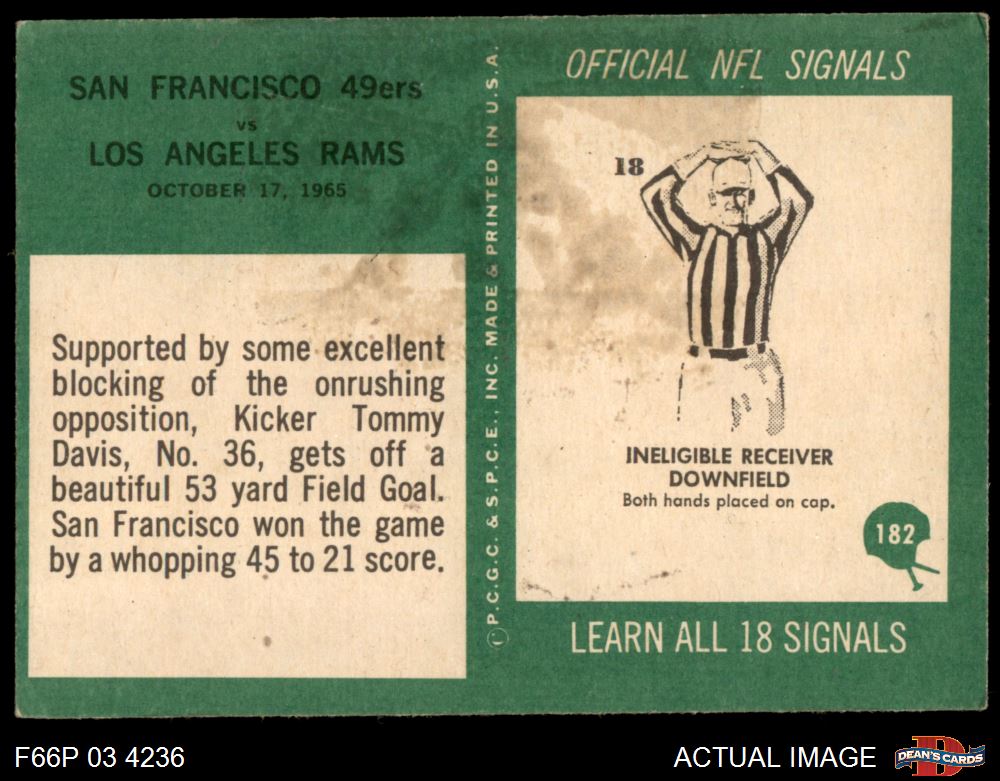 SAN FRANCISCO 49ers
vs
LOS ANGELES RAMS
OCTOBER 17, 1965
Supported by some excellent
blocking of the onrushing
opposition, Kicker Tommy
Davis, No. 36, gets off a
beautiful 53 yard Field Goal.
San Francisco won the game
by a whopping 45 to 21 score.
© P.C.G.C. & S.P.C.E., INC. MADE & PRINTED IN U.S.A.
OFFICIAL NFL SIGNALS
18
INELIGIBLE RECEIVER
DOWNFIELD
Both hands placed on cap.
182
LEARN ALL 18 SIGNALS
F66P 03 4236
ACTUAL IMAGE
D
DEAN'S CARDS